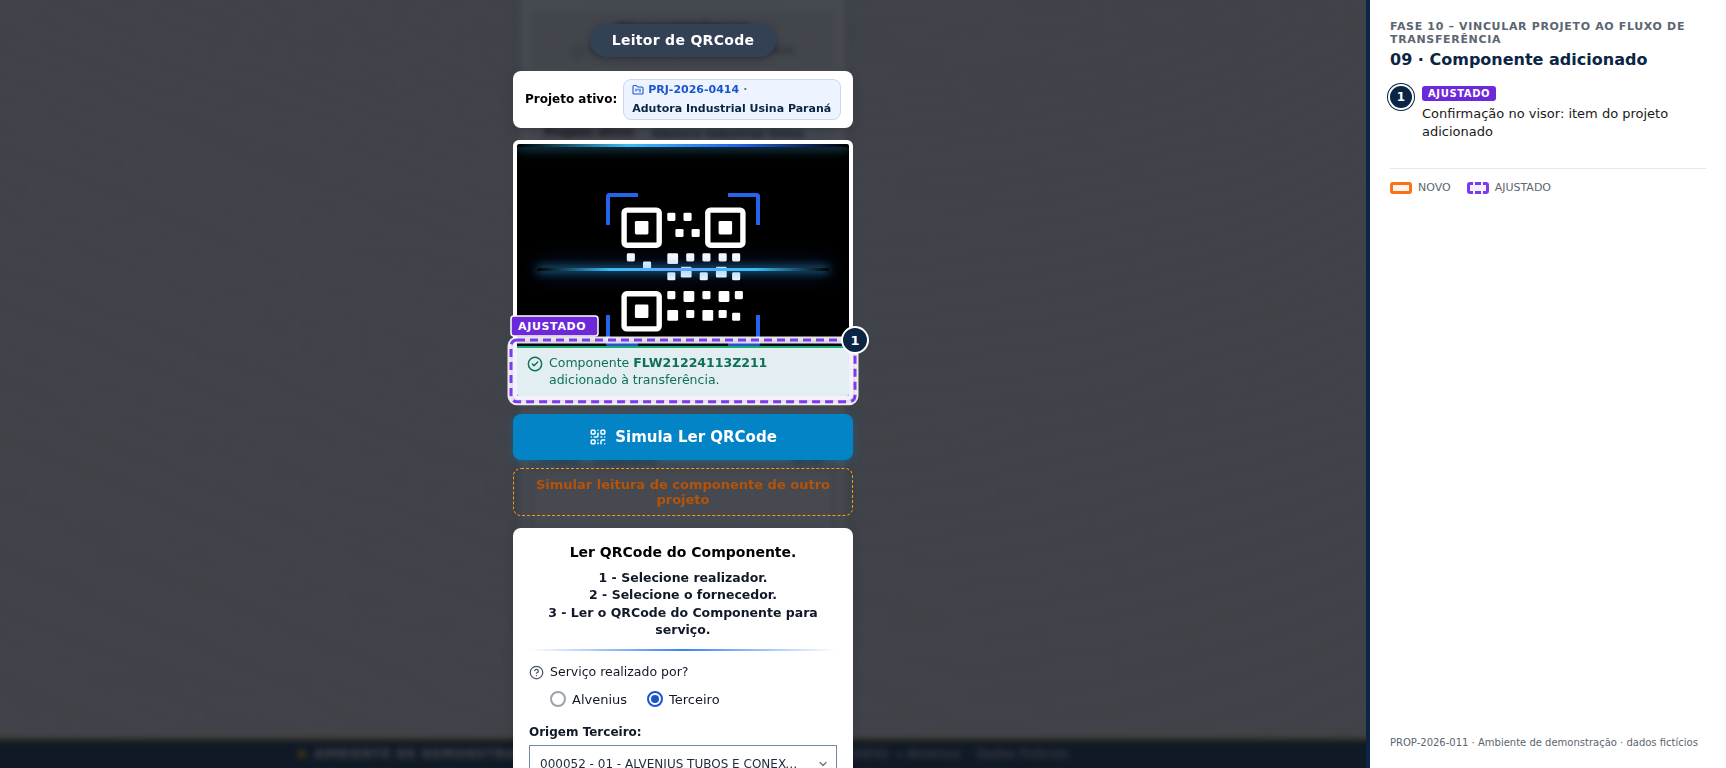 Leitor de QRCode
Projeto ativo:
PRJ-2026-0414 ·
Adutora Industrial Usina Paraná
AJUSTADO
1
Componente FLW21224113Z211
adicionado à transferência.
Simula Ler QRCode
Simular leitura de componente de outro
projeto
Ler QRCode do Componente.
1 - Selecione realizador.
2 - Selecione o fornecedor.
3 - Ler o QRCode do Componente para
serviço.
Serviço realizado por?
Alvenius
Terceiro
Origem Terceiro:
000052 - 01 - ALVENIUS TUBOS E CONEX...
FASE 10 – VINCULAR PROJETO AO FLUXO DE
TRANSFERÊNCIA
09 · Componente adicionado
1
AJUSTADO
Confirmação no visor: item do projeto
adicionado
NOVO
AJUSTADO
PROP-2026-011 · Ambiente de demonstração · dados fictícios